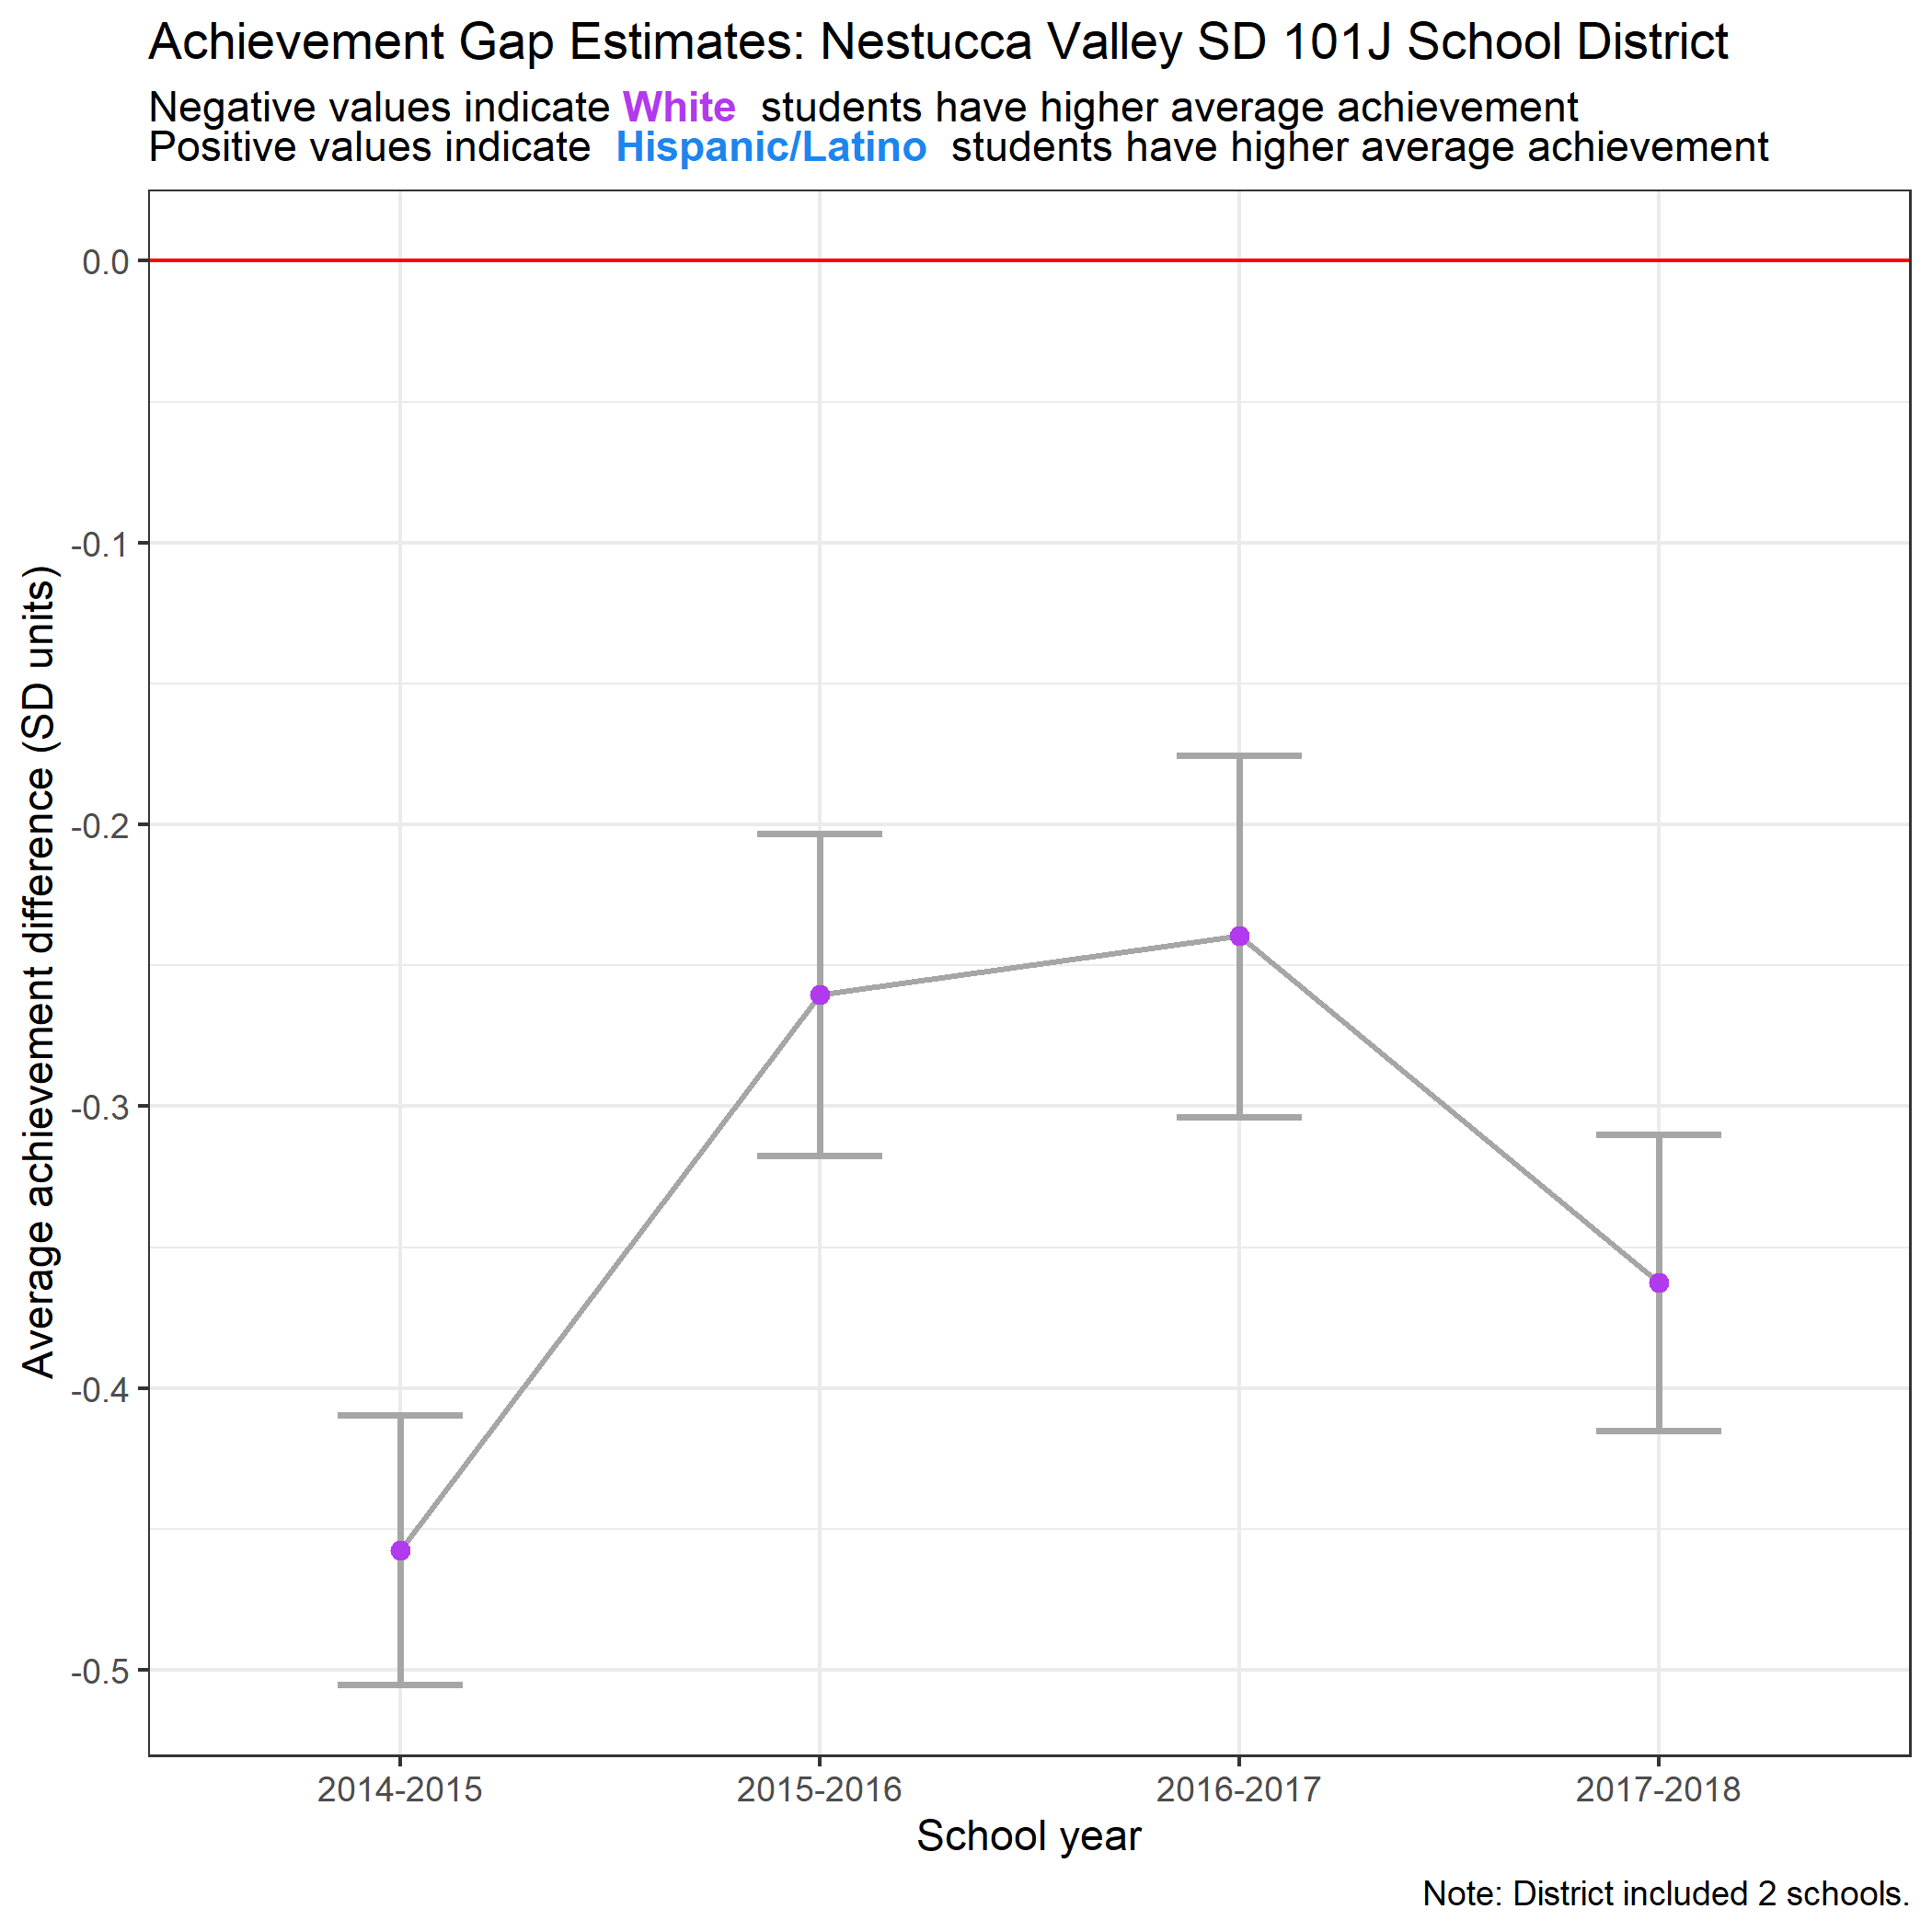 Achievement Gap Estimates: Nestucca Valley SD 101J School District
Negative values indicate White students have higher average achievement
Positive values indicate Hispanic/Latino students have higher average achievement
Average achievement difference (SD units)
0.0
-0.1
-0.2
-0.3
-0.4
-0.5
2014-2015
2015-2016
2016-2017
2017-2018
School year
Note: District included 2 schools.